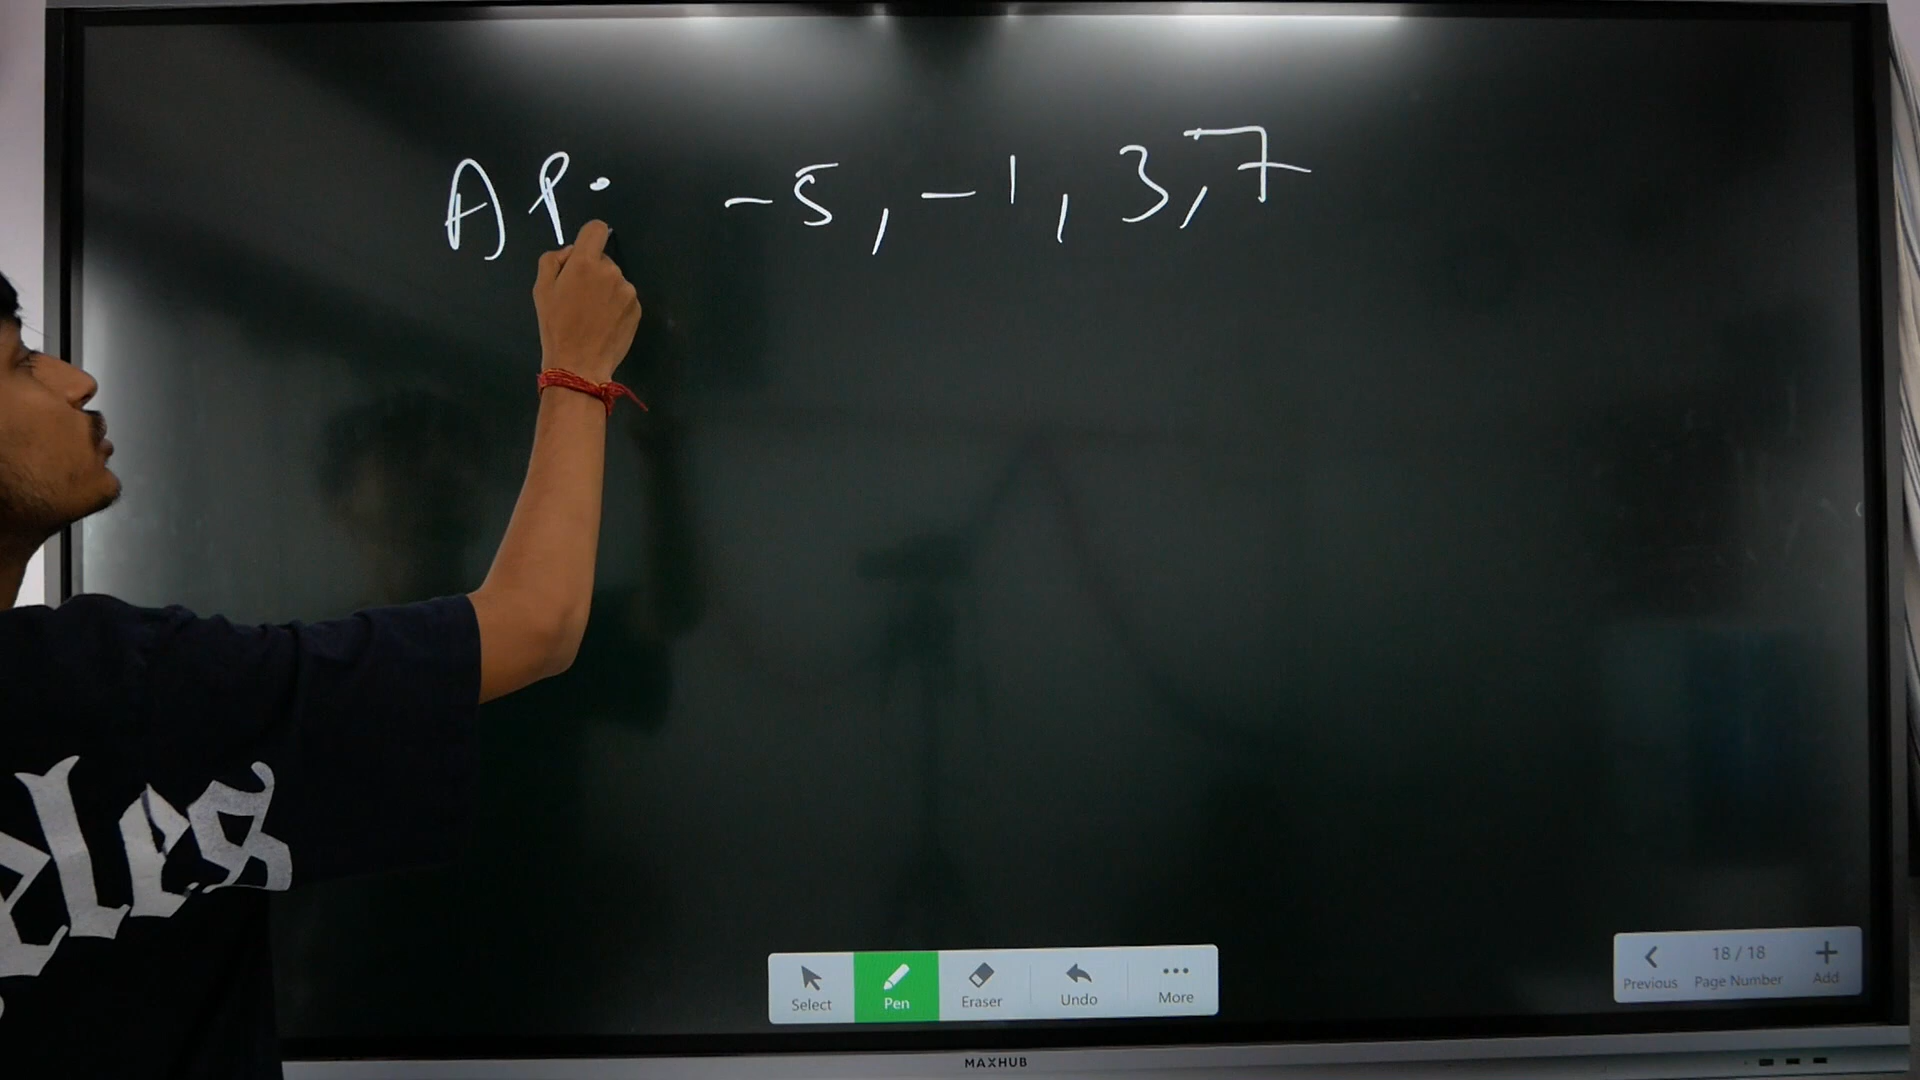 AP: -5, -1, 3, 7
Select
Pen
Eraser
Undo
More
Previous
18 / 18
Page Number
Add
MAXHUB